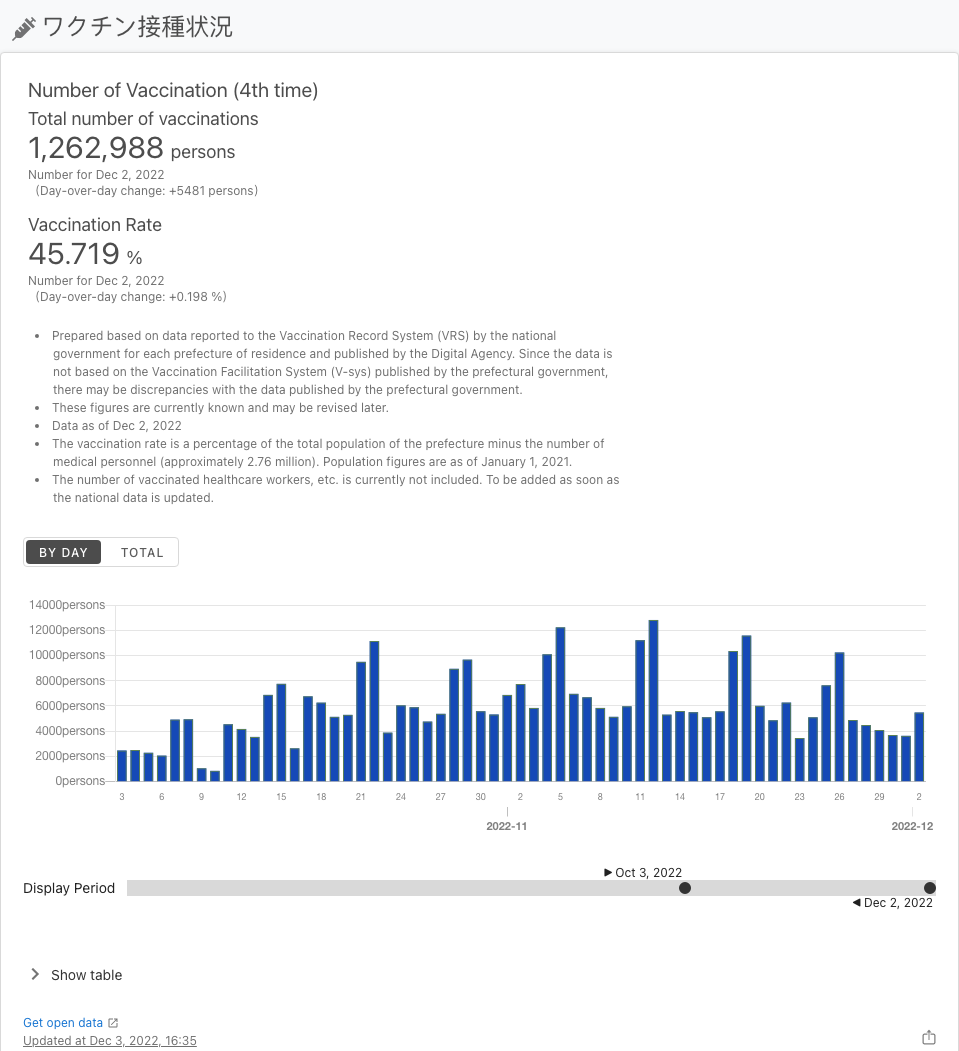 ワクチン接種状況
Number of Vaccination (4th time)
Total number of vaccinations
1,262,988 persons
Number for Dec 2, 2022
(Day-over-day change: +5481 persons)
Vaccination Rate
45.719 %
Number for Dec 2, 2022
(Day-over-day change: +0.198 %)
• Prepared based on data reported to the Vaccination Record System (VRS) by the national
government for each prefecture of residence and published by the Digital Agency. Since the data is
not based on the Vaccination Facilitation System (V-sys) published by the prefectural government,
there may be discrepancies with the data published by the prefectural government.
• These figures are currently known and may be revised later.
• Data as of Dec 2, 2022
• The vaccination rate is a percentage of the total population of the prefecture minus the number of
medical personnel (approximately 2.76 million). Population figures are as of January 1, 2021.
• The number of vaccinated healthcare workers, etc. is currently not included. To be added as soon as
the national data is updated.
BY DAY TOTAL
14000persons
12000persons
10000persons
8000persons
6000persons
4000persons
2000persons
0persons
3 6 9 12 15 18 21 24 27 30 2 5 8 11 14 17 20 23 26 29 2
2022-11 2022-12
Oct 3, 2022
Display Period
Dec 2, 2022
Show table
Get open data
Updated at Dec 3, 2022, 16:35